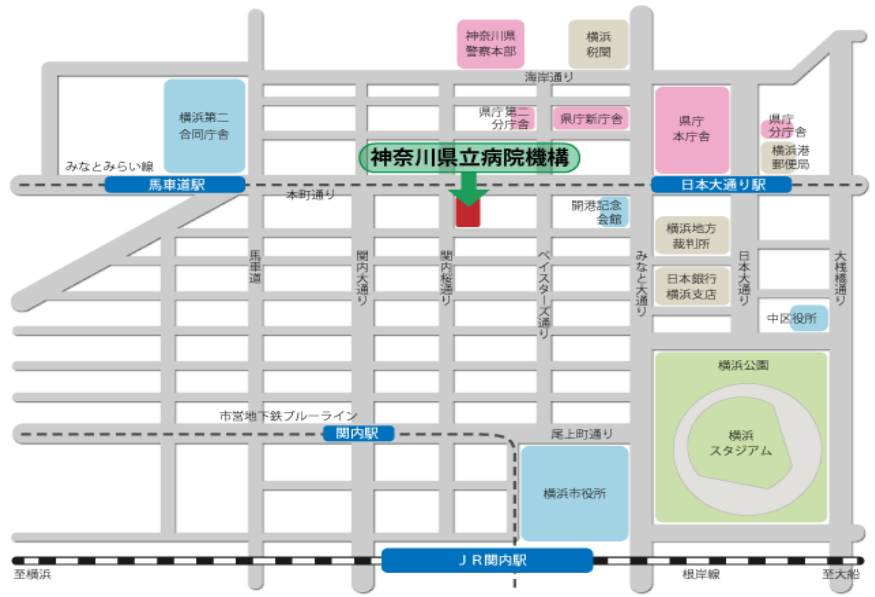 神奈川県
警察本部
横浜
税関
海岸通り
横浜第二
合同庁舎
県庁第二
分庁舎
県庁新庁舎
県庁
本庁舎
県庁
分庁舎
横浜港
郵便局
神奈川県立病院機構
みなとみらい線
馬車道駅
日本大通り駅
本町通り
開港記念
会館
横浜地方
裁判所
馬車道
関内大通り
関内桜通り
ベイスターズ通り
みなと大通り
日本大通り
大桟橋通り
日本銀行
横浜支店
中区役所
横浜公園
市営地下鉄ブルーライン
関内駅
尾上町通り
横浜
スタジアム
横浜市役所
JR関内駅
至横浜
根岸線
至大船